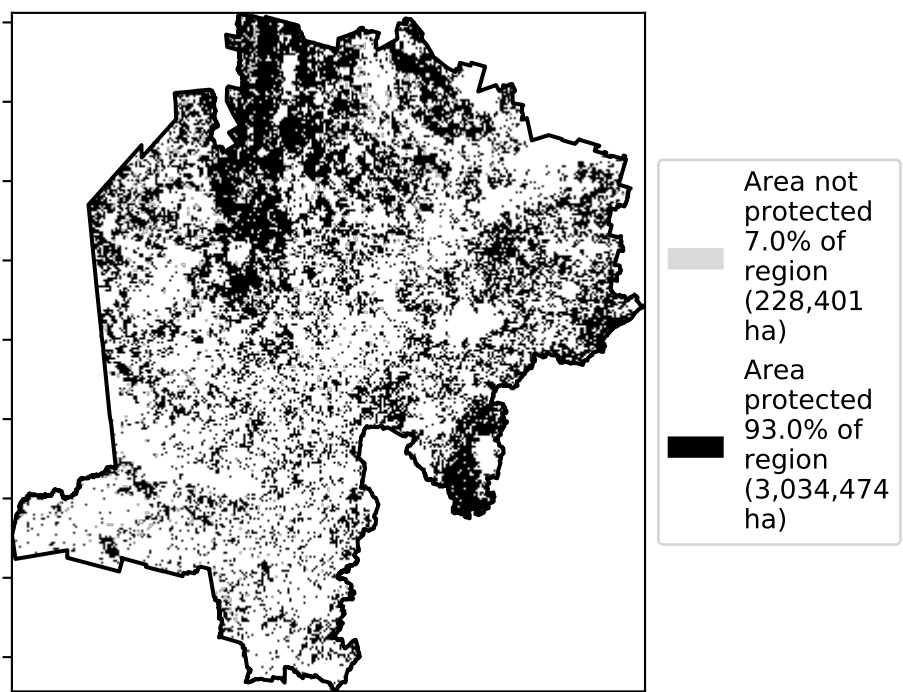 Area not
protected
7.0% of
region
(228,401
ha)
Area
protected
93.0% of
region
(3,034,474
ha)